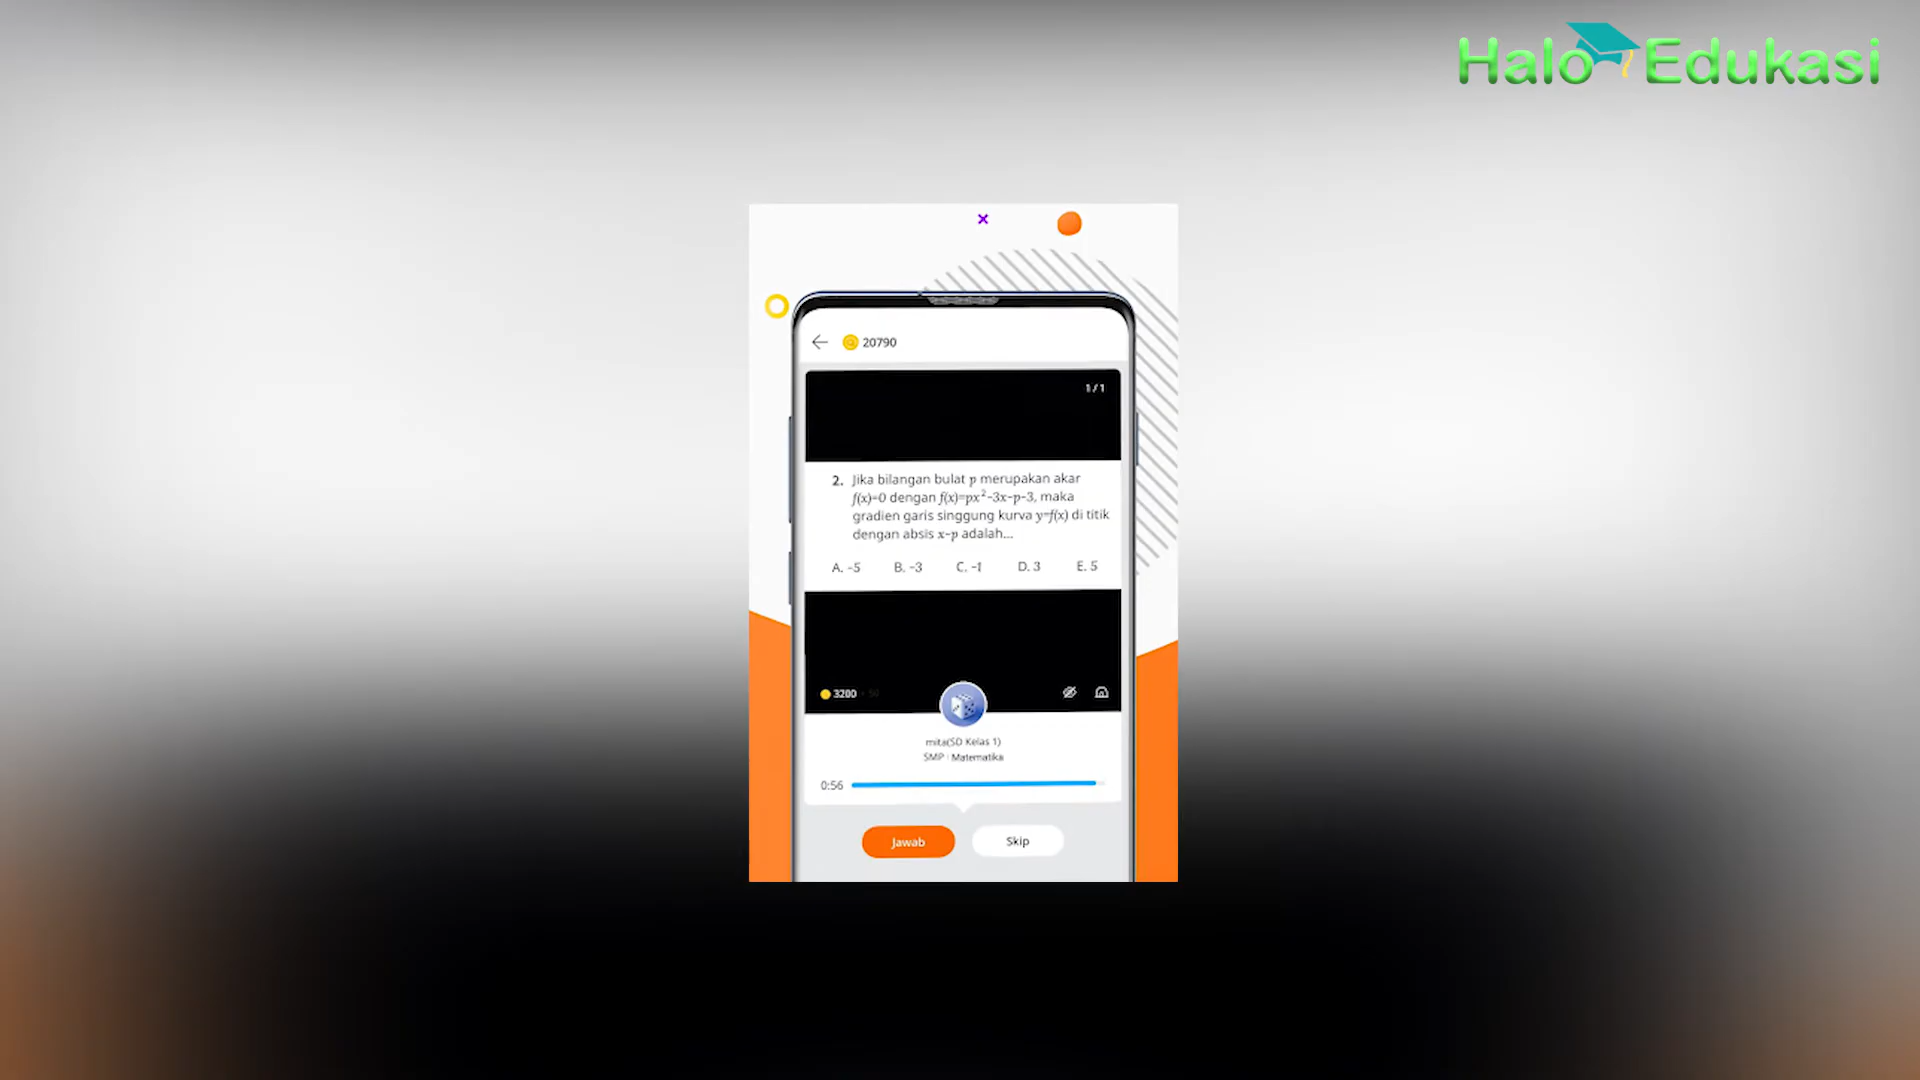 Halo Edukasi
20790
1 / 1
2. Jika bilangan bulat p merupakan akar
f(x)=0 dengan f(x)=px²-3x-p-3, maka
gradien garis singgung kurva y=f(x) di titik
dengan absis x-p adalah...
A. -5 B. -3 C. -1 D. 3 E. 5
3200 + 50
mita(SD Kelas 1)
SMP · Matematika
0:56
Jawab Skip